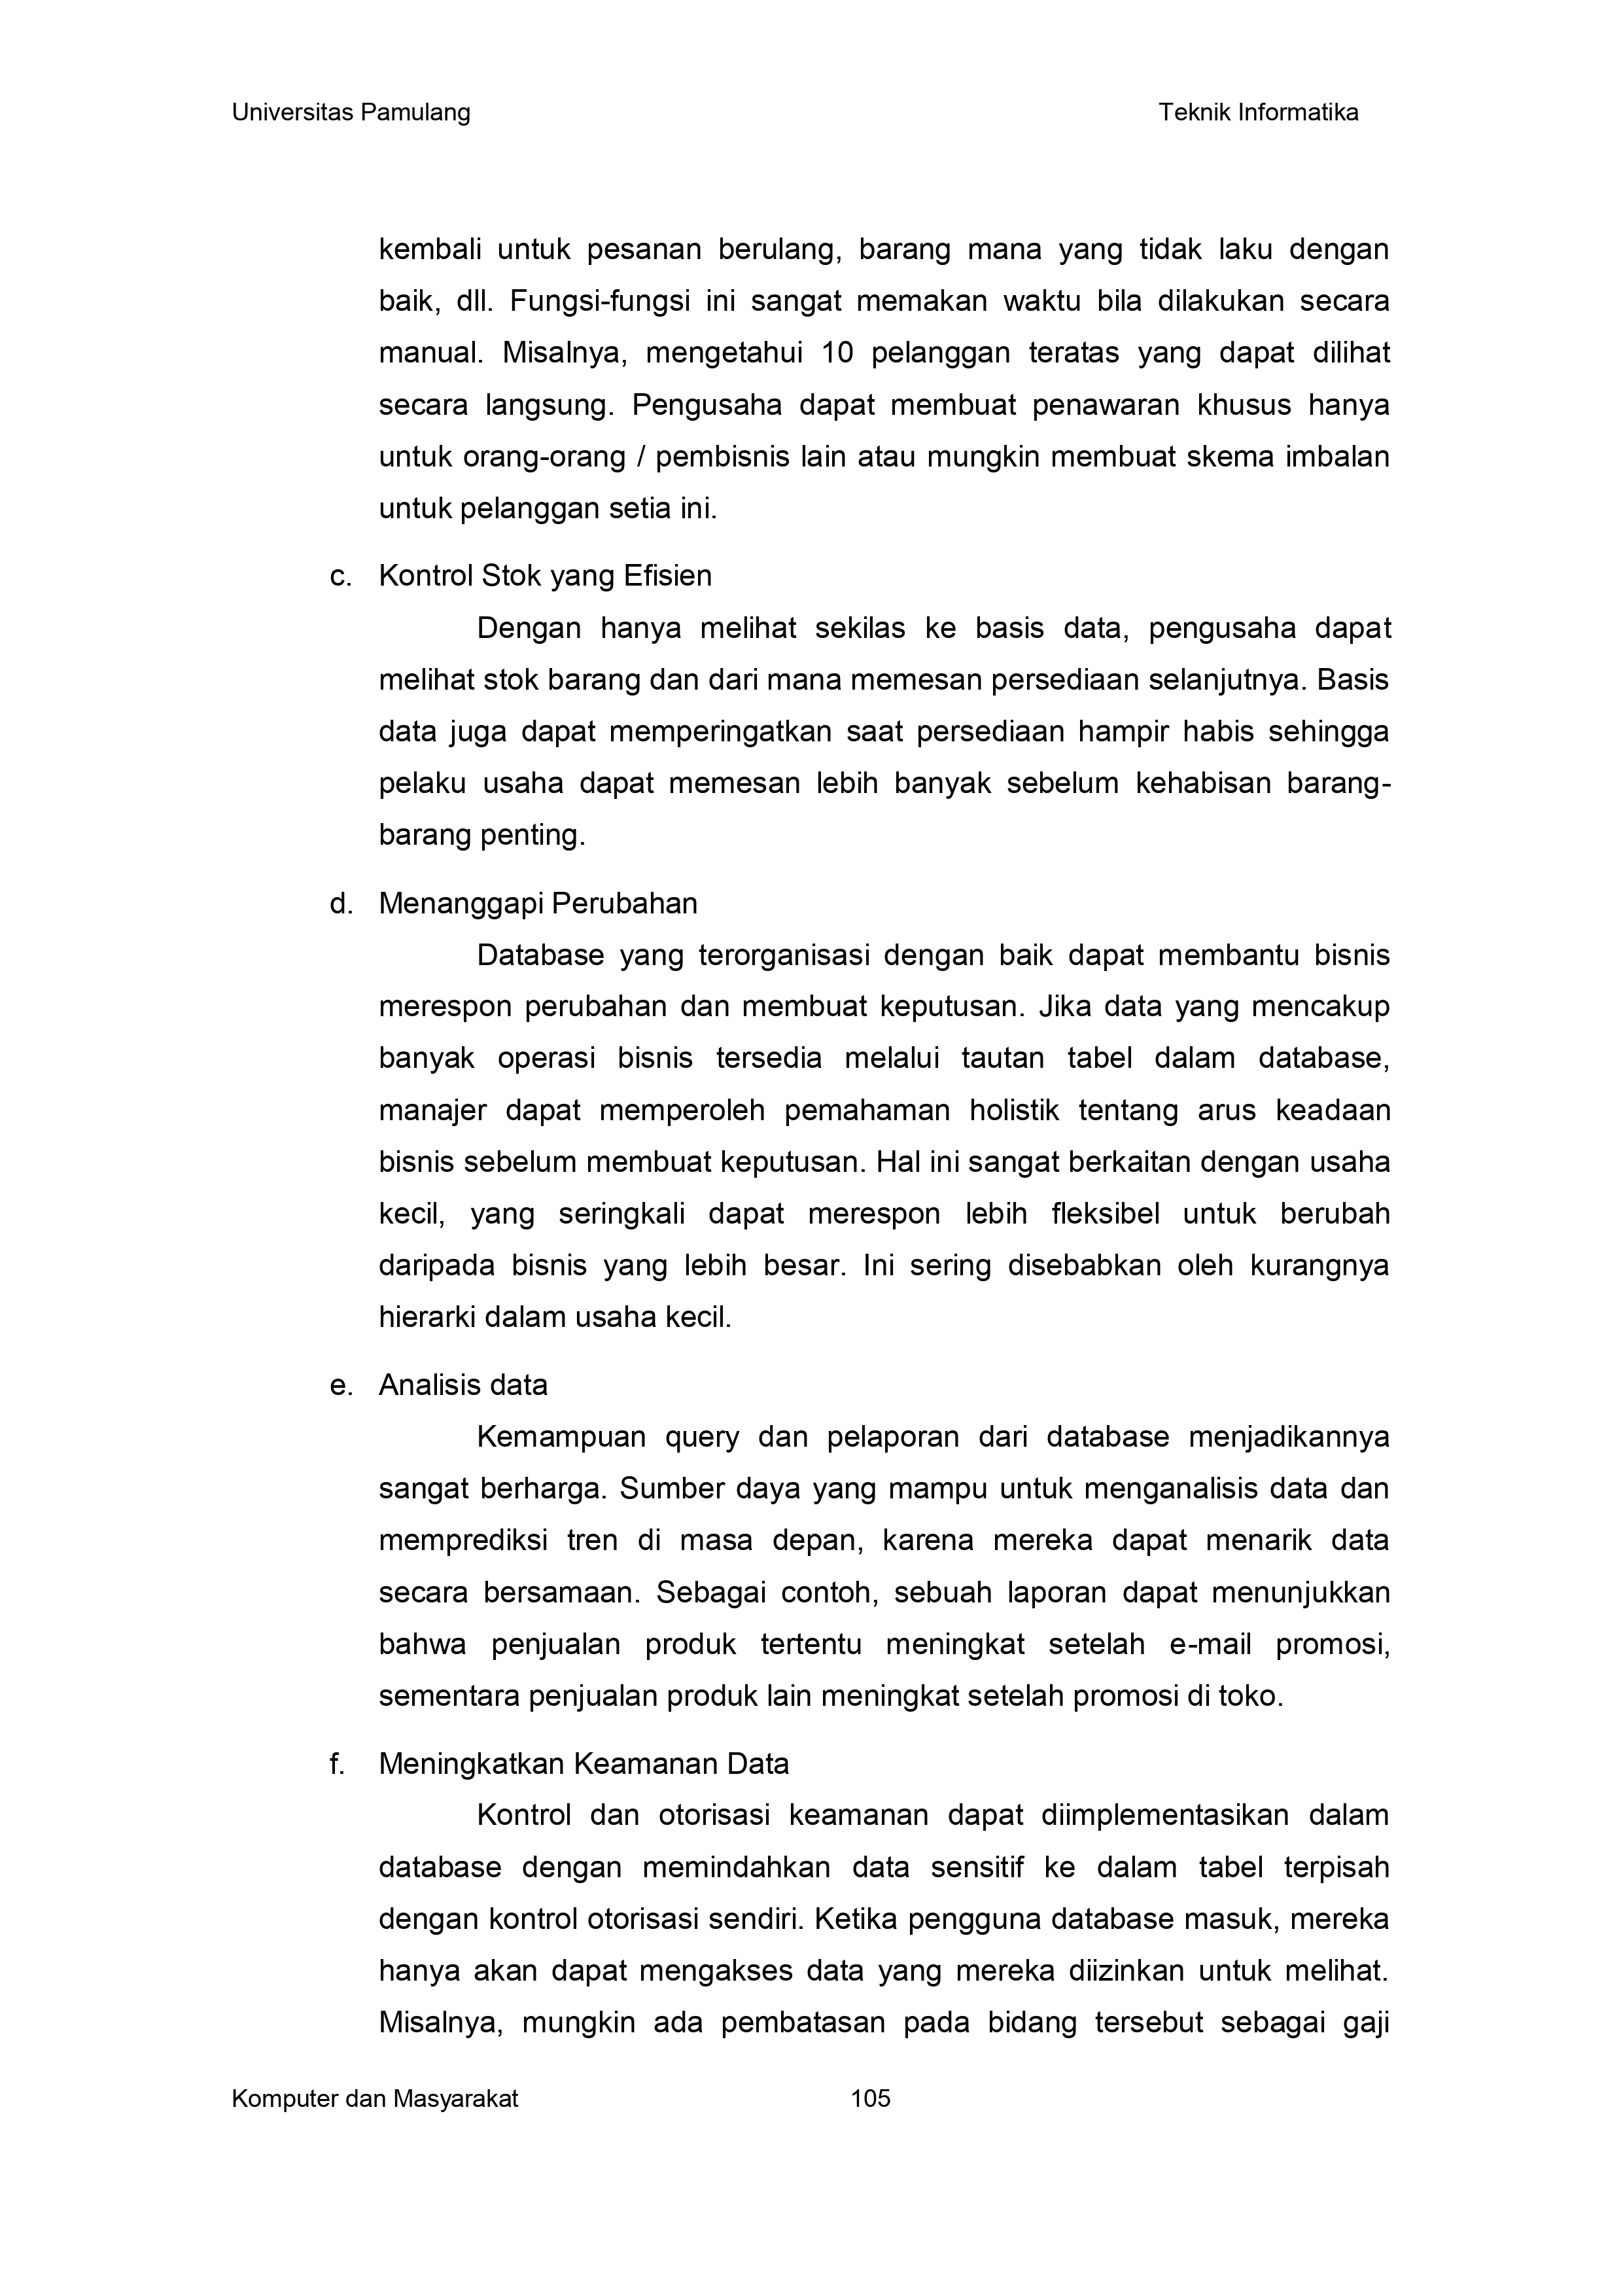 Universitas Pamulang Teknik Informatika
kembali untuk pesanan berulang, barang mana yang tidak laku dengan
baik, dll. Fungsi-fungsi ini sangat memakan waktu bila dilakukan secara
manual. Misalnya, mengetahui 10 pelanggan teratas yang dapat dilihat
secara langsung. Pengusaha dapat membuat penawaran khusus hanya
untuk orang-orang / pembisnis lain atau mungkin membuat skema imbalan
untuk pelanggan setia ini.
c. Kontrol Stok yang Efisien
Dengan hanya melihat sekilas ke basis data, pengusaha dapat
melihat stok barang dan dari mana memesan persediaan selanjutnya. Basis
data juga dapat memperingatkan saat persediaan hampir habis sehingga
pelaku usaha dapat memesan lebih banyak sebelum kehabisan barang-
barang penting.
d. Menanggapi Perubahan
Database yang terorganisasi dengan baik dapat membantu bisnis
merespon perubahan dan membuat keputusan. Jika data yang mencakup
banyak operasi bisnis tersedia melalui tautan tabel dalam database,
manajer dapat memperoleh pemahaman holistik tentang arus keadaan
bisnis sebelum membuat keputusan. Hal ini sangat berkaitan dengan usaha
kecil, yang seringkali dapat merespon lebih fleksibel untuk berubah
daripada bisnis yang lebih besar. Ini sering disebabkan oleh kurangnya
hierarki dalam usaha kecil.
e. Analisis data
Kemampuan query dan pelaporan dari database menjadikannya
sangat berharga. Sumber daya yang mampu untuk menganalisis data dan
memprediksi tren di masa depan, karena mereka dapat menarik data
secara bersamaan. Sebagai contoh, sebuah laporan dapat menunjukkan
bahwa penjualan produk tertentu meningkat setelah e-mail promosi,
sementara penjualan produk lain meningkat setelah promosi di toko.
f. Meningkatkan Keamanan Data
Kontrol dan otorisasi keamanan dapat diimplementasikan dalam
database dengan memindahkan data sensitif ke dalam tabel terpisah
dengan kontrol otorisasi sendiri. Ketika pengguna database masuk, mereka
hanya akan dapat mengakses data yang mereka diizinkan untuk melihat.
Misalnya, mungkin ada pembatasan pada bidang tersebut sebagai gaji
Komputer dan Masyarakat 105